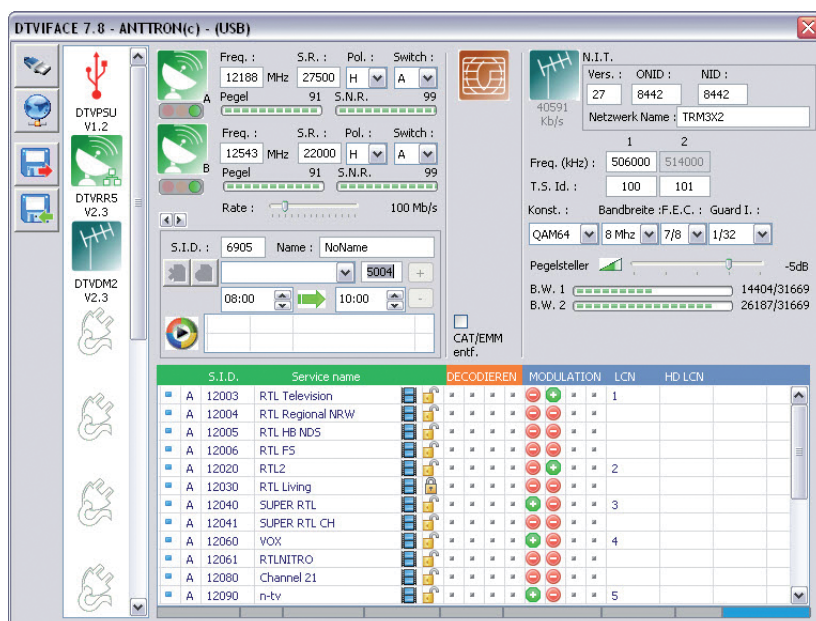 DTVIFACE 7.8 - ANTTRON(c) - (USB)
DTVPSU
V1.2
DTVRR5
V2.3
DTVDM2
V2.3
Freq. : S.R. : Pol. : Switch :
12188 MHz 27500 H A
A Pegel 91 S.N.R. 99
Freq. : S.R. : Pol. : Switch :
12543 MHz 22000 H A
B Pegel 91 S.N.R. 99
Rate : 100 Mb/s
S.I.D. : 6905 Name : NoName
5004 +
08:00 10:00 -
CAT/EMM
entf.
40591
Kb/s
N.I.T.
Vers. : ONID : NID :
27 8442 8442
Netzwerk Name : TRM3X2
1 2
Freq. (kHz) : 506000 514000
T.S. Id. : 100 101
Konst. : Bandbreite : F.E.C. : Guard I. :
QAM64 8 Mhz 7/8 1/32
Pegelsteller -5dB
B.W. 1 14404/31669
B.W. 2 26187/31669
S.I.D. Service name DECODIEREN MODULATION LCN HD LCN
A 12003 RTL Television 1
A 12004 RTL Regional NRW
A 12005 RTL HB NDS
A 12006 RTL FS
A 12020 RTL2 2
A 12030 RTL Living
A 12040 SUPER RTL 3
A 12041 SUPER RTL CH
A 12060 VOX 4
A 12061 RTLNITRO
A 12080 Channel 21
A 12090 n-tv 5